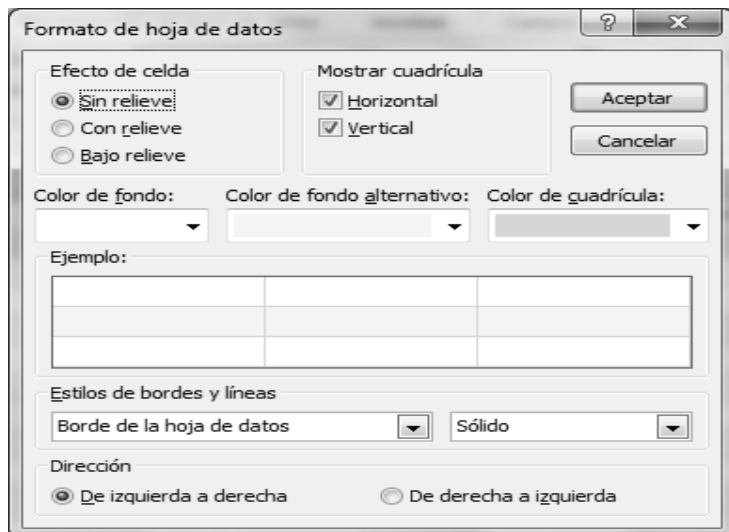 Formato de hoja de datos
Efecto de celda
Sin relieve
Con relieve
Bajo relieve
Mostrar cuadrícula
Horizontal
Vertical
Aceptar
Cancelar
Color de fondo:
Color de fondo alternativo:
Color de cuadrícula:
Ejemplo:
Estilos de bordes y líneas
Borde de la hoja de datos
Sólido
Dirección
De izquierda a derecha
De derecha a izquierda